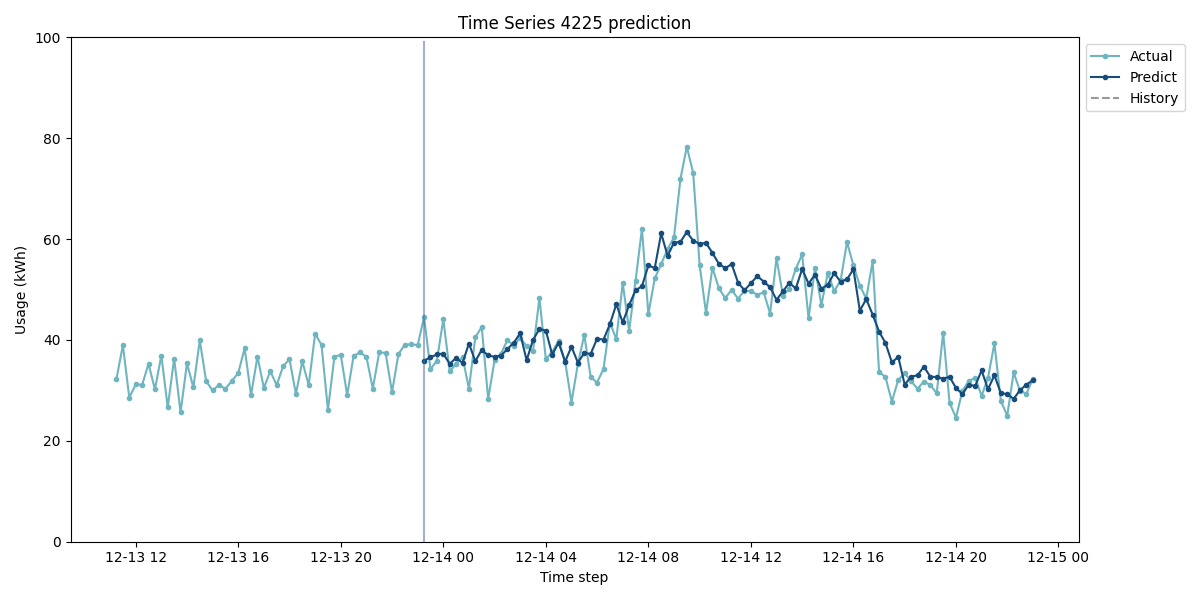 Time Series 4225 prediction
Actual
Predict
History
Usage (kWh)
100
80
60
40
20
0
12-13 12
12-13 16
12-13 20
12-14 00
12-14 04
12-14 08
12-14 12
12-14 16
12-14 20
12-15 00
Time step